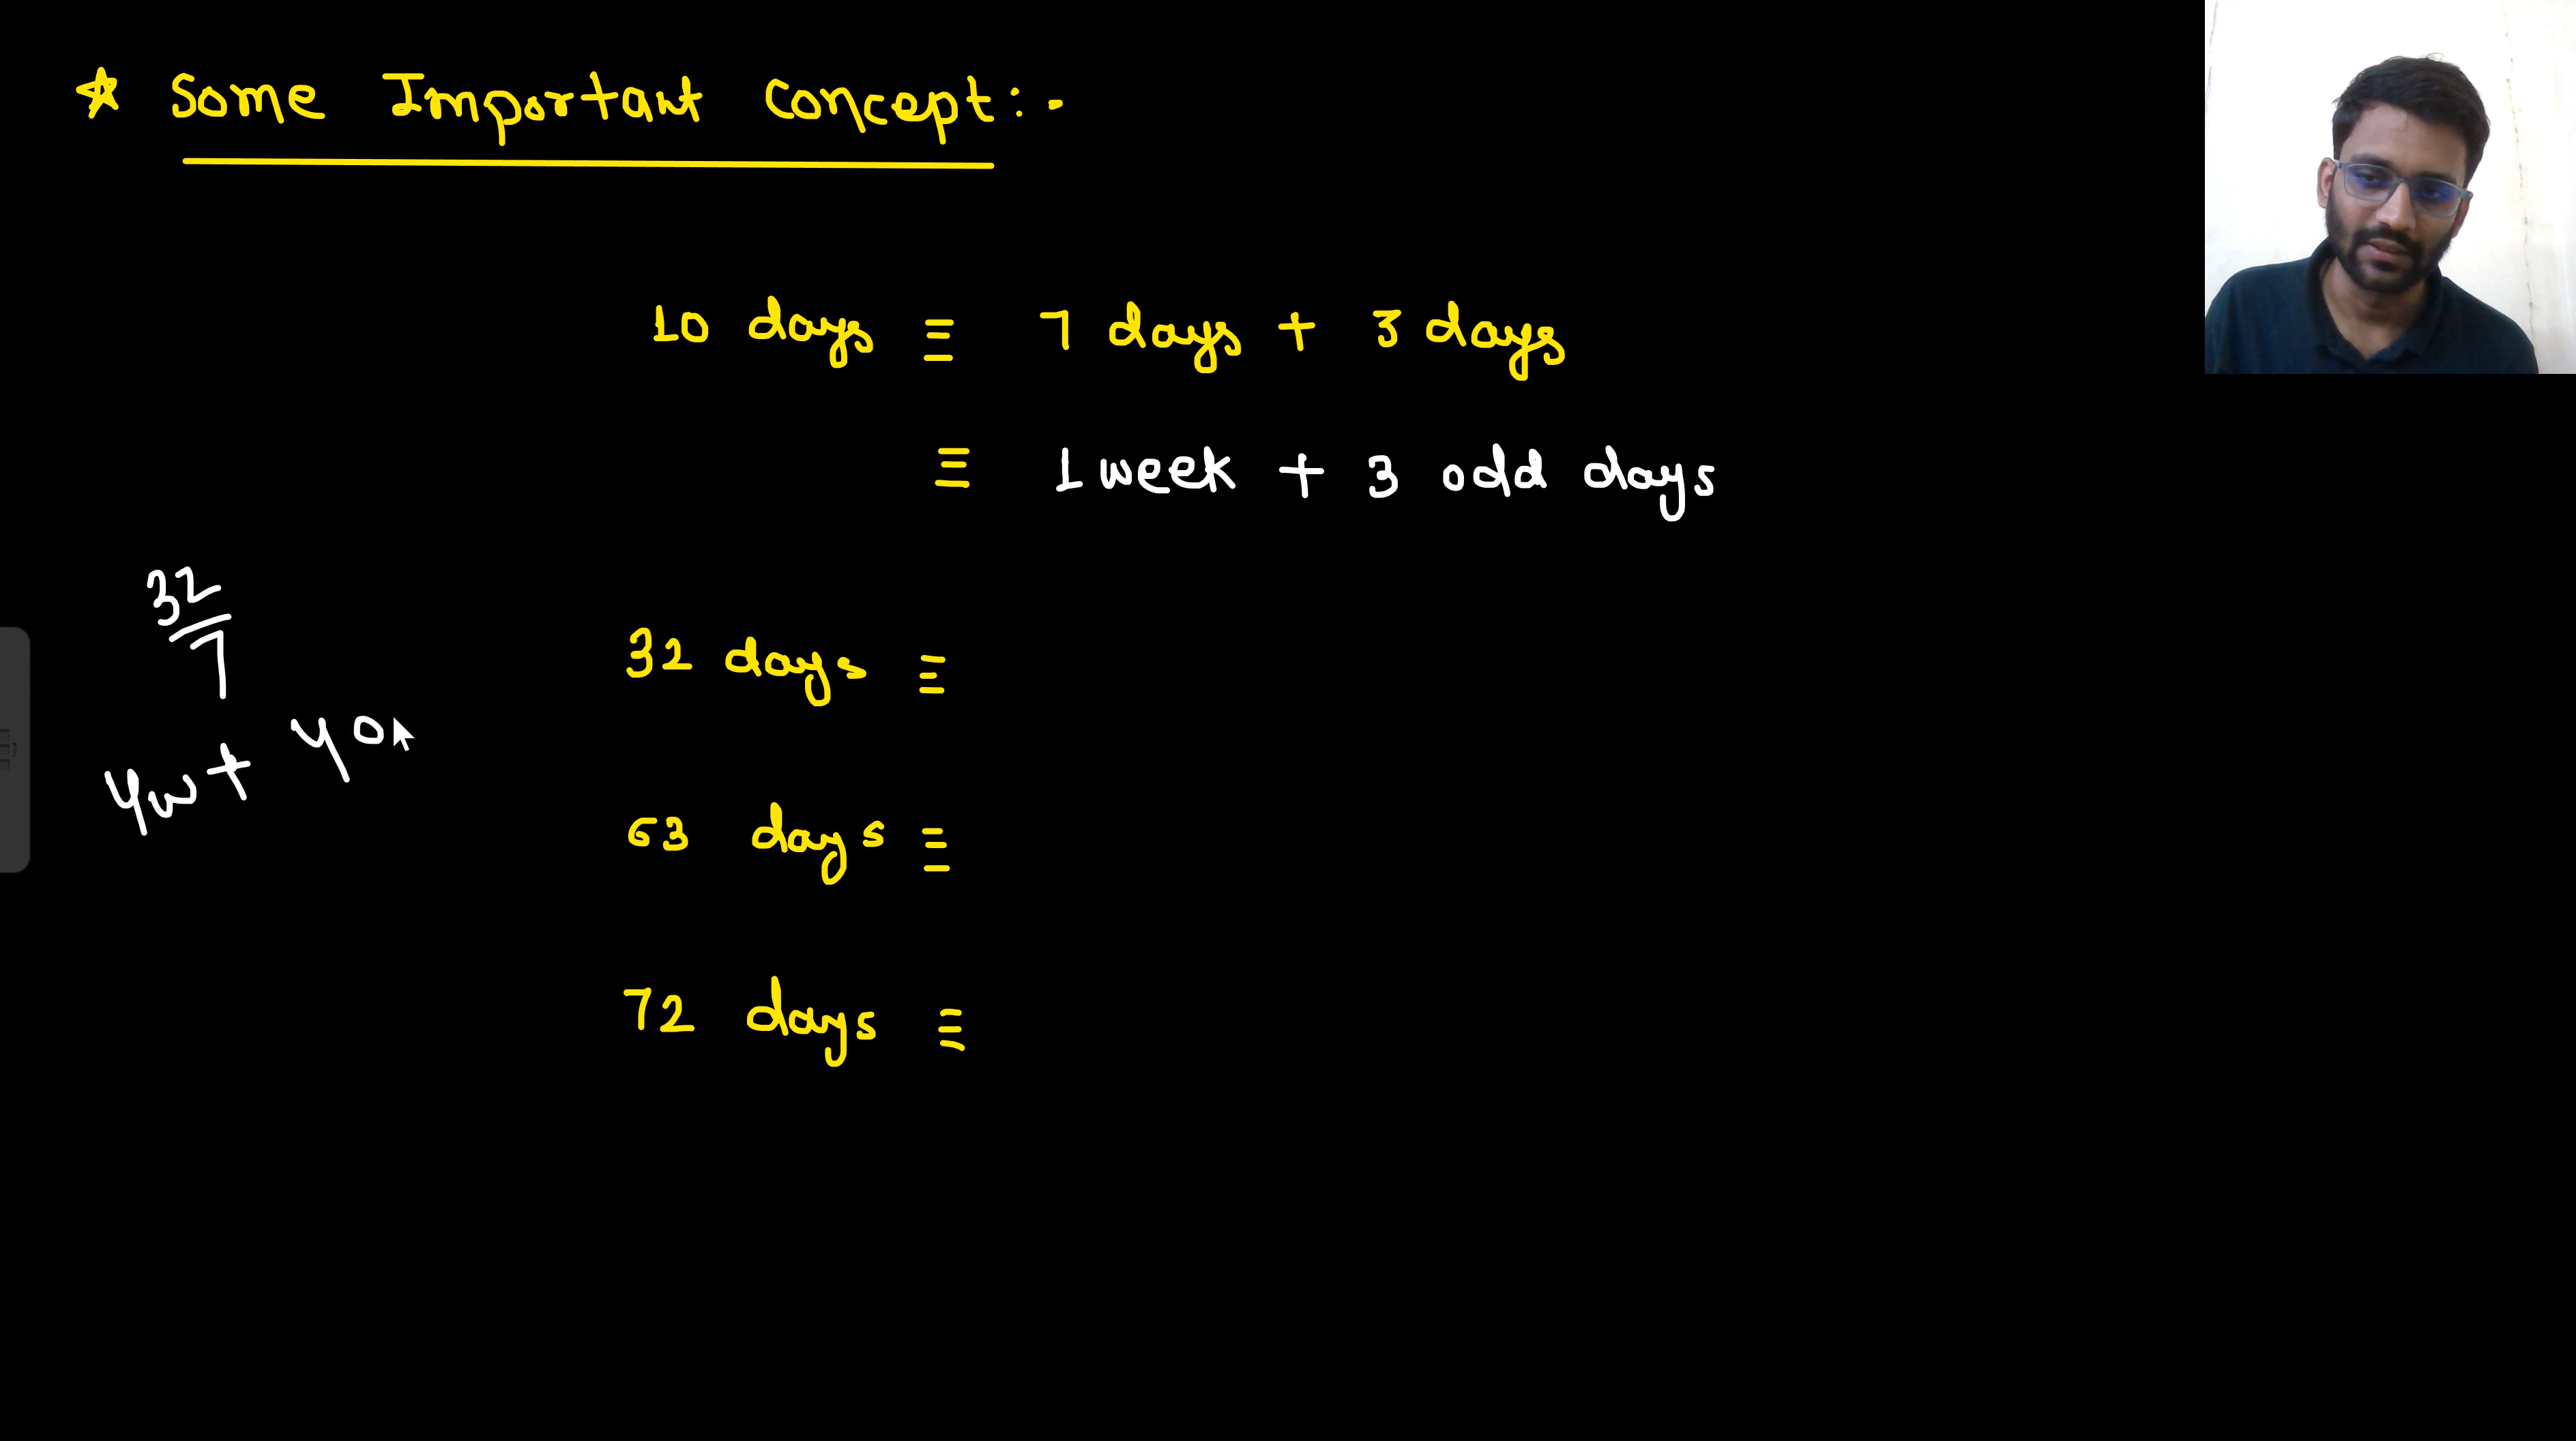 * Some Important Concept:-
10 days ≡ 7 days + 3 days
≡ 1 week + 3 odd days
32
7
4w + 4 o
32 days ≡
63 days ≡
72 days ≡